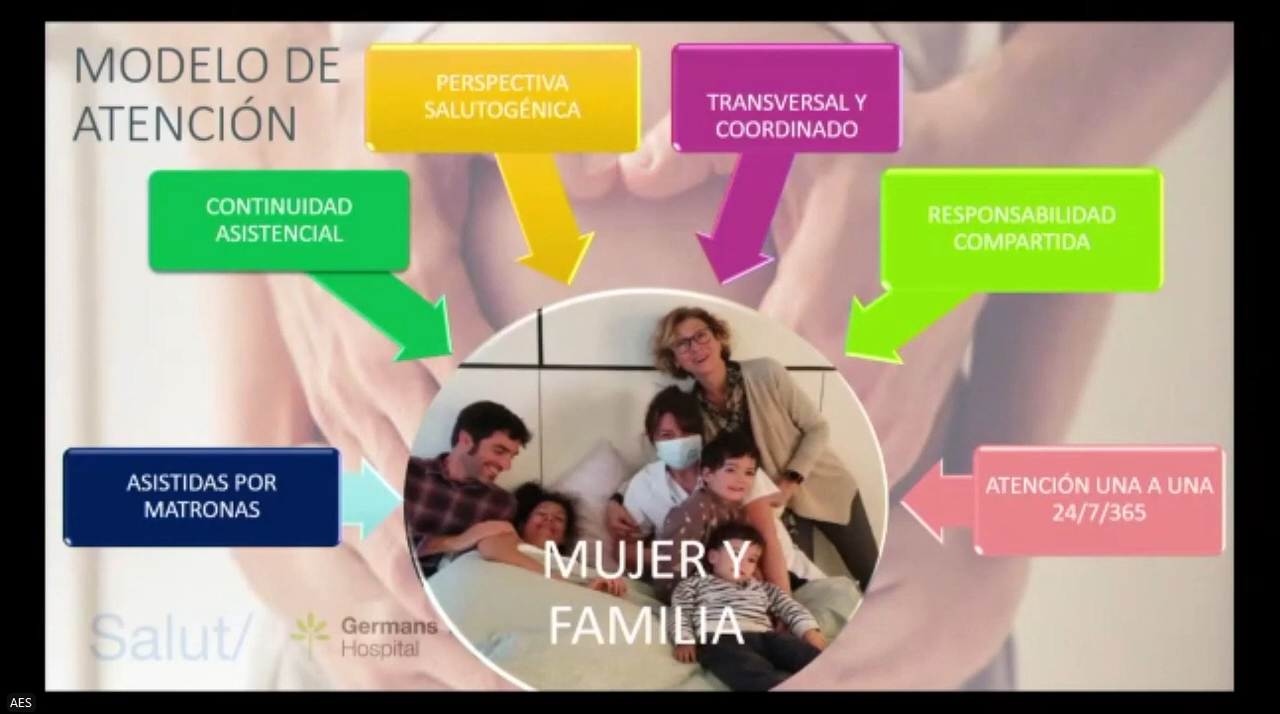 MODELO DE
ATENCIÓN
PERSPECTIVA
SALUTOGÉNICA
TRANSVERSAL Y
COORDINADO
CONTINUIDAD
ASISTENCIAL
RESPONSABILIDAD
COMPARTIDA
ASISTIDAS POR
MATRONAS
ATENCIÓN UNA A UNA
24/7/365
MUJER Y
FAMILIA
Salut/
Germans
Hospital
AES